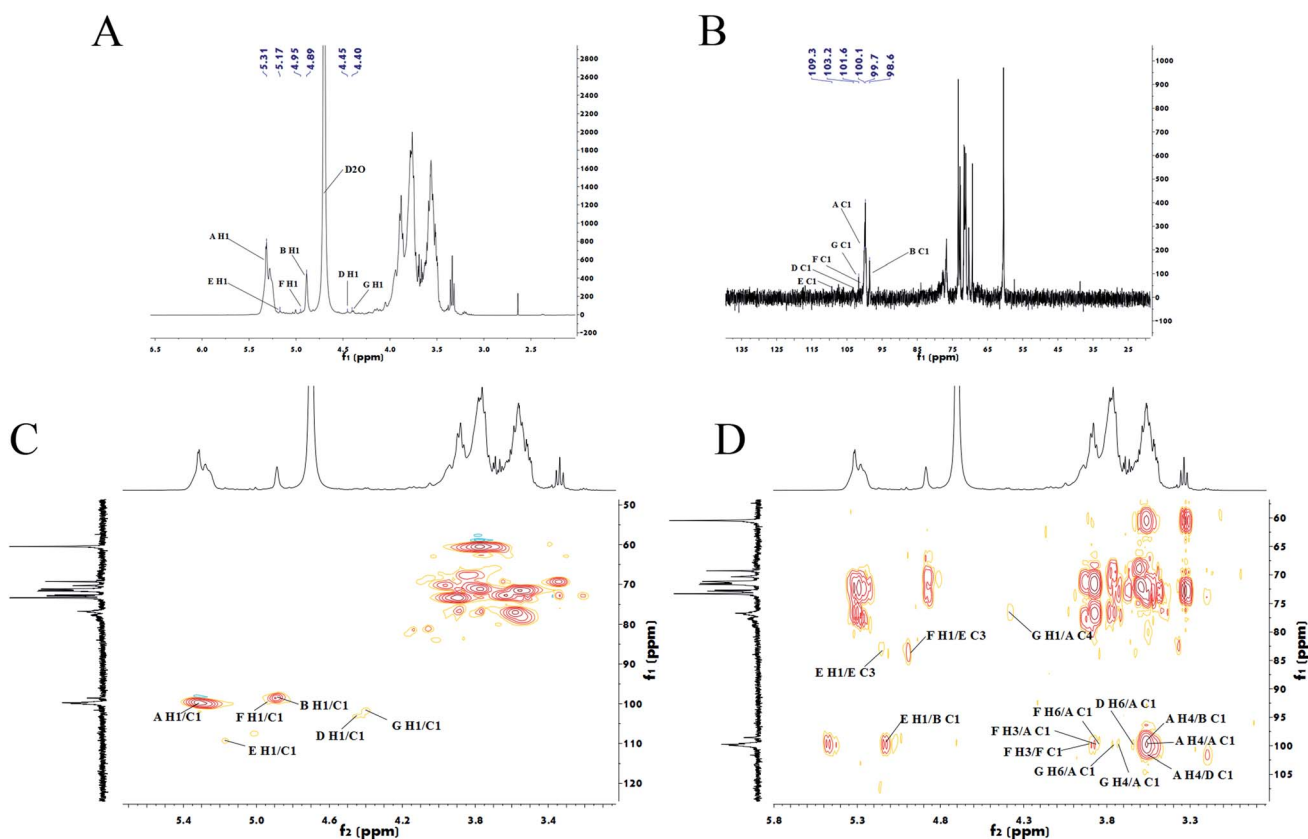 A
5.31
5.17
4.95
4.89
4.45
4.40
2800
2600
2400
2200
2000
1800
1600
1400
1200
1000
800
600
400
200
0
-200
D2O
A H1
B H1
E H1
F H1
D H1
G H1
6.5
6.0
5.5
5.0
4.5
4.0
3.5
3.0
2.5
2.0
f1 (ppm)
B
109.3
103.2
101.6
100.1
99.7
98.6
1000
900
800
700
600
500
400
300
200
100
0
-100
A C1
G C1
F C1
D C1
E C1
B C1
135
125
115
105
95
85
75
65
55
45
35
25
f1 (ppm)
C
50
60
70
80
90
100
110
120
f1 (ppm)
A H1/C1
F H1/C1
B H1/C1
G H1/C1
D H1/C1
E H1/C1
5.4
5.0
4.6
4.2
3.8
3.4
f2 (ppm)
D
60
65
70
75
80
85
90
95
100
105
f1 (ppm)
G H1/A C4
F H1/E C3
E H1/E C3
D H6/A C1
F H6/A C1
A H4/B C1
E H1/B C1
F H3/A C1
A H4/A C1
F H3/F C1
G H6/A C1
A H4/D C1
G H4/A C1
5.8
5.3
4.8
4.3
3.8
3.3
f2 (ppm)